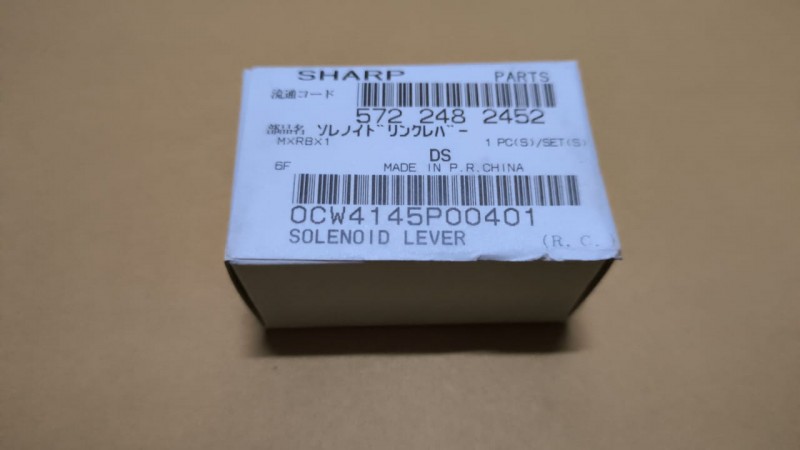 SHARP PARTS
流通コード
572 248 2452
部品名 ソレノイドリンクレバー
MXRBX1 1 PC(S)/SET(S)
DS
6F MADE IN P.R.CHINA
0CW4145P00401
SOLENOID LEVER (R.C.)